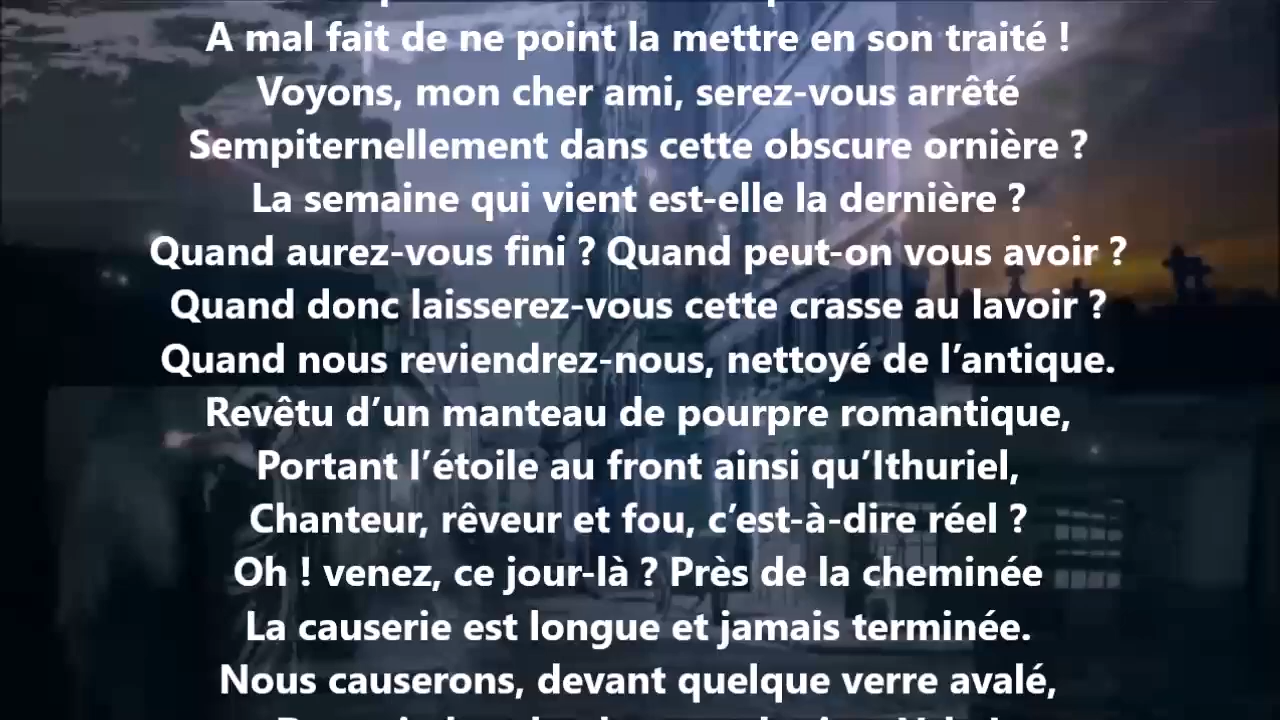 A mal fait de ne point la mettre en son traité !
Voyons, mon cher ami, serez-vous arrêté
Sempiternellement dans cette obscure ornière ?
La semaine qui vient est-elle la dernière ?
Quand aurez-vous fini ? Quand peut-on vous avoir ?
Quand donc laisserez-vous cette crasse au lavoir ?
Quand nous reviendrez-nous, nettoyé de l’antique.
Revêtu d’un manteau de pourpre romantique,
Portant l’étoile au front ainsi qu’Ithuriel,
Chanteur, rêveur et fou, c’est-à-dire réel ?
Oh ! venez, ce jour-là ? Près de la cheminée
La causerie est longue et jamais terminée.
Nous causerons, devant quelque verre avalé,